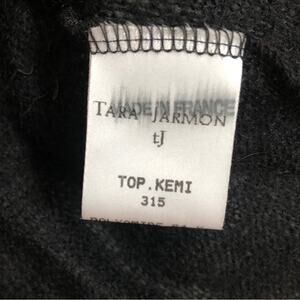 MADE IN FRANCE
TARA JARMON
tJ
TOP.KEMI
315